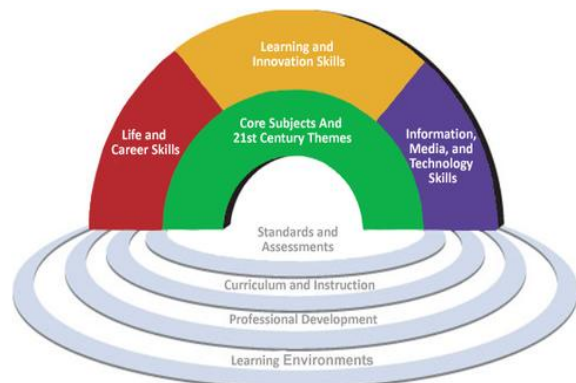 Learning and
Innovation Skills
Core Subjects And
21st Century Themes
Life and
Career Skills
Information,
Media, and
Technology
Skills
Standards and
Assessments
Curriculum and Instruction
Professional Development
Learning Environments